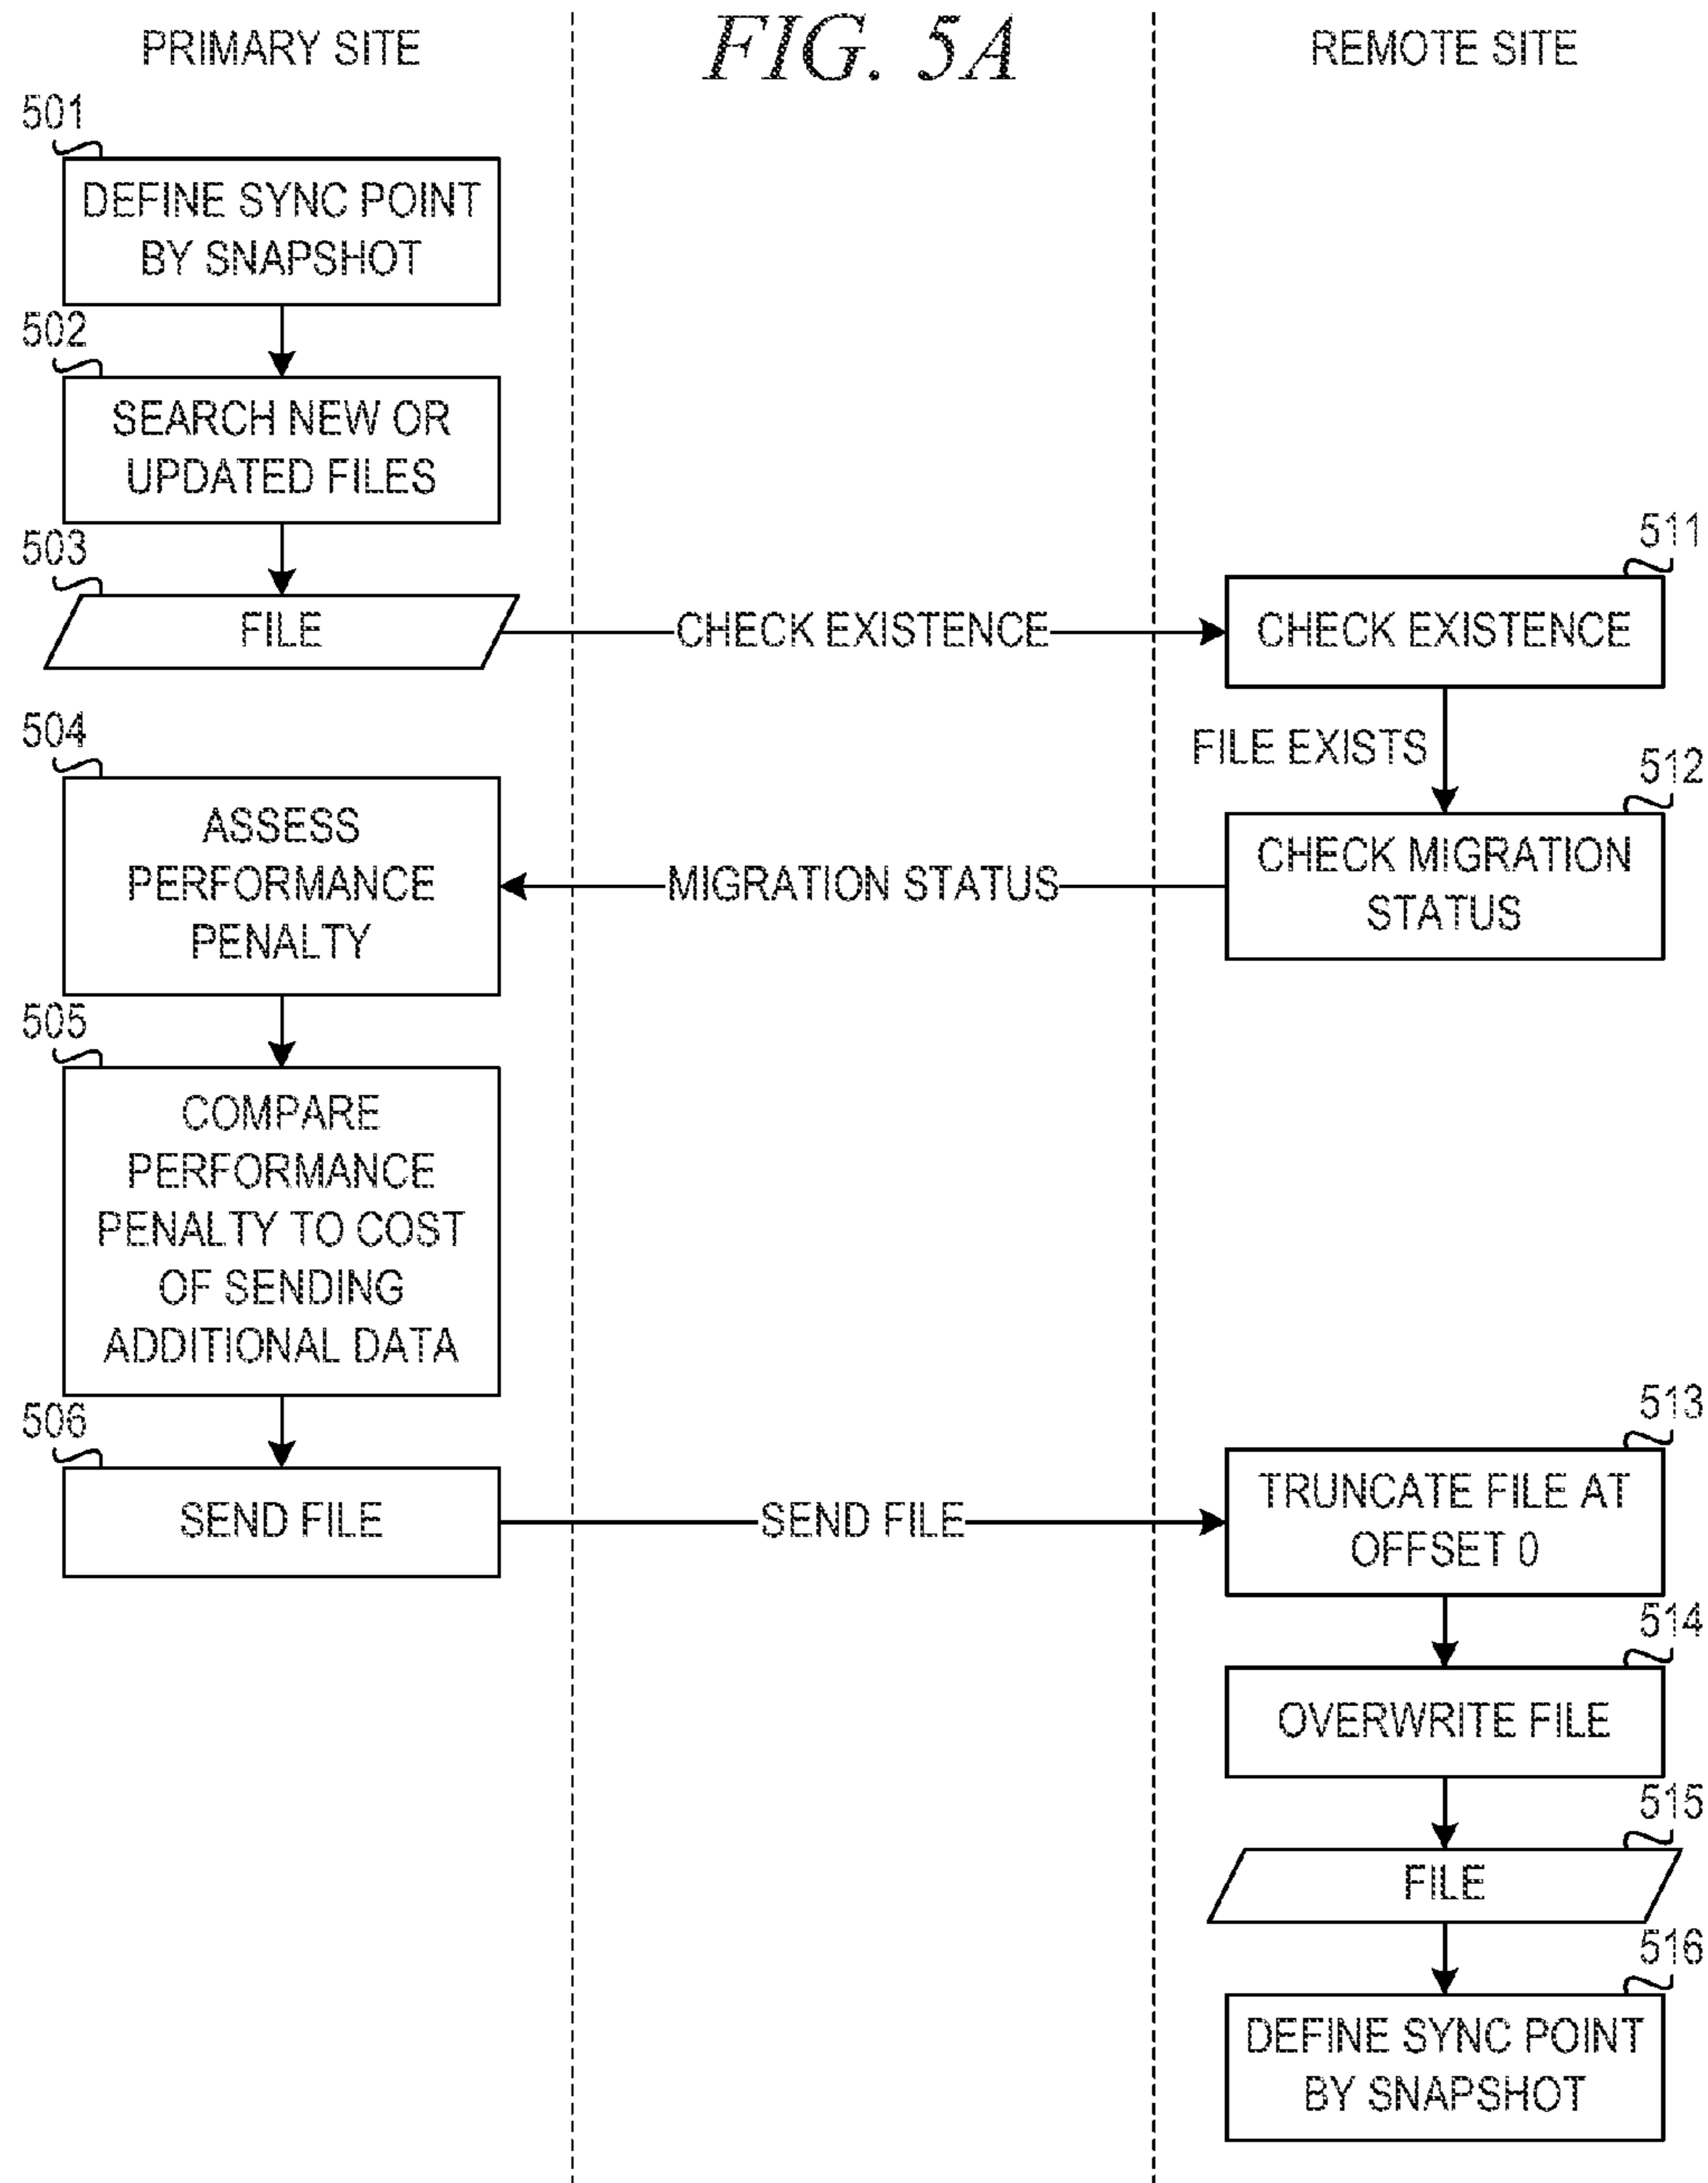 PRIMARY SITE
FIG. 5A
REMOTE SITE
501
DEFINE SYNC POINT
BY SNAPSHOT
502
SEARCH NEW OR
UPDATED FILES
503
FILE
CHECK EXISTENCE
511
CHECK EXISTENCE
FILE EXISTS
512
CHECK MIGRATION
STATUS
MIGRATION STATUS
504
ASSESS
PERFORMANCE
PENALTY
505
COMPARE
PERFORMANCE
PENALTY TO COST
OF SENDING
ADDITIONAL DATA
506
SEND FILE
SEND FILE
513
TRUNCATE FILE AT
OFFSET 0
514
OVERWRITE FILE
515
FILE
516
DEFINE SYNC POINT
BY SNAPSHOT